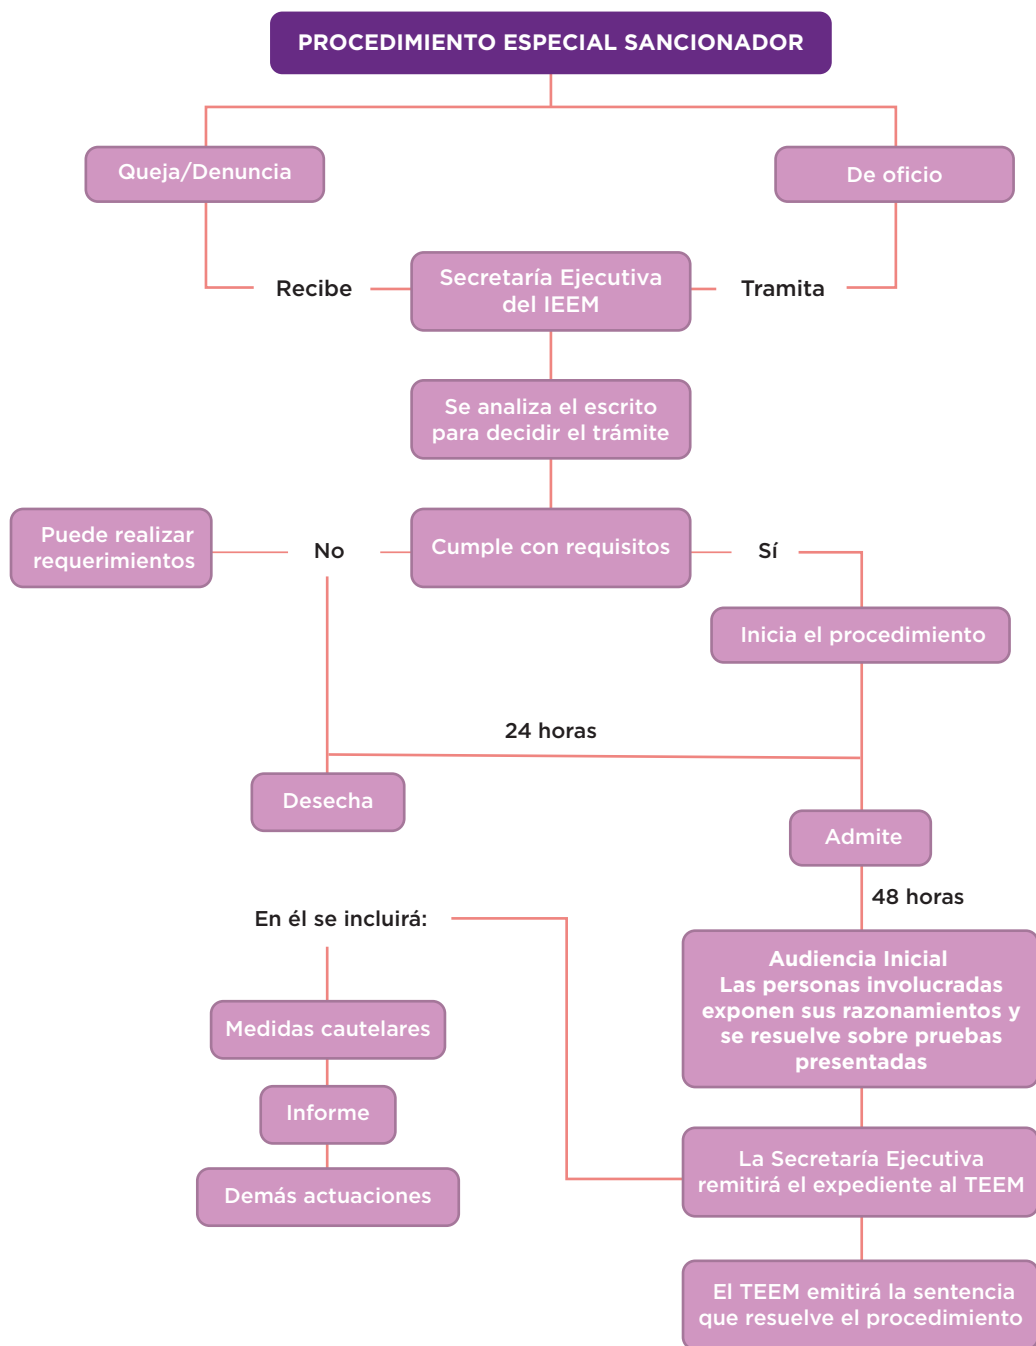 PROCEDIMIENTO ESPECIAL SANCIONADOR
Queja/Denuncia
De oficio
Recibe
Secretaría Ejecutiva
del IEEM
Tramita
Se analiza el escrito
para decidir el trámite
Puede realizar
requerimientos
No
Cumple con requisitos
Sí
Inicia el procedimiento
24 horas
Desecha
Admite
48 horas
En él se incluirá:
Audiencia Inicial
Las personas involucradas
exponen sus razonamientos y
se resuelve sobre pruebas
presentadas
Medidas cautelares
Informe
Demás actuaciones
La Secretaría Ejecutiva
remitirá el expediente al TEEM
El TEEM emitirá la sentencia
que resuelve el procedimiento